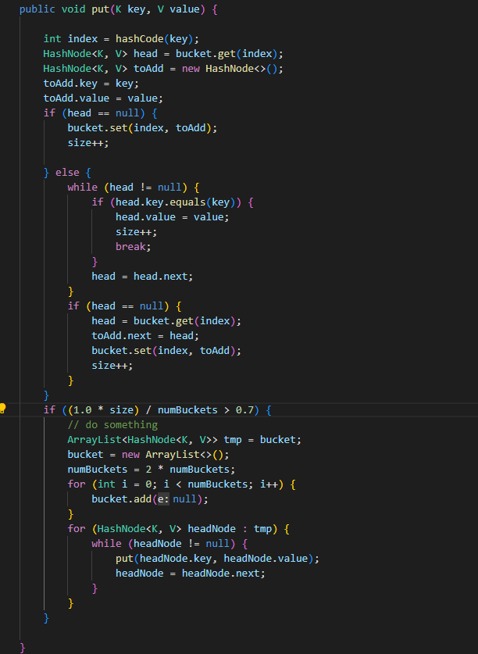 public void put(K key, V value) {
int index = hashCode(key);
HashNode<K, V> head = bucket.get(index);
HashNode<K, V> toAdd = new HashNode<>();
toAdd.key = key;
toAdd.value = value;
if (head == null) {
bucket.set(index, toAdd);
size++;
} else {
while (head != null) {
if (head.key.equals(key)) {
head.value = value;
size++;
break;
}
head = head.next;
}
if (head == null) {
head = bucket.get(index);
toAdd.next = head;
bucket.set(index, toAdd);
size++;
}
}
if ((1.0 * size) / numBuckets > 0.7) {
// do something
ArrayList<HashNode<K, V>> tmp = bucket;
bucket = new ArrayList<>();
numBuckets = 2 * numBuckets;
for (int i = 0; i < numBuckets; i++) {
bucket.add(e: null);
}
for (HashNode<K, V> headNode : tmp) {
while (headNode != null) {
put(headNode.key, headNode.value);
headNode = headNode.next;
}
}
}
}